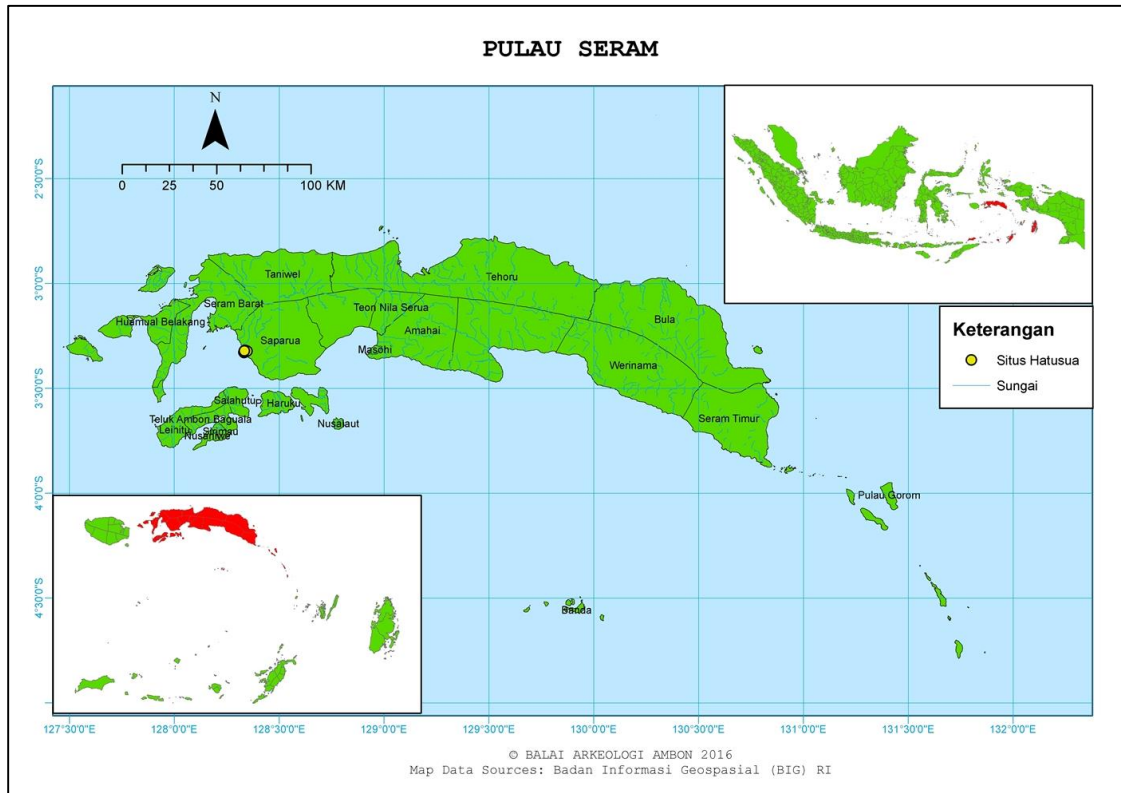 PULAU SERAM
N
0 25 50 100 KM
2°30'0"S
3°0'0"S
3°30'0"S
4°0'0"S
4°30'0"S
Taniwel
Tehoru
Seram Barat
Teon Nila Serua
Huamual Belakang
Amahai
Bula
Saparua
Masohi
Werinama
Salahutup
Haruku
Teluk Ambon Baguala
Leihitu
Sirimau
Nusaniwe
Nusalaut
Seram Timur
Pulau Gorom
Banda
Keterangan
Situs Hatusua
Sungai
127°30'0"E 128°0'0"E 128°30'0"E 129°0'0"E 129°30'0"E 130°0'0"E 130°30'0"E 131°0'0"E 131°30'0"E 132°0'0"E
© BALAI ARKEOLOGI AMBON 2016
Map Data Sources: Badan Informasi Geospasial (BIG) RI